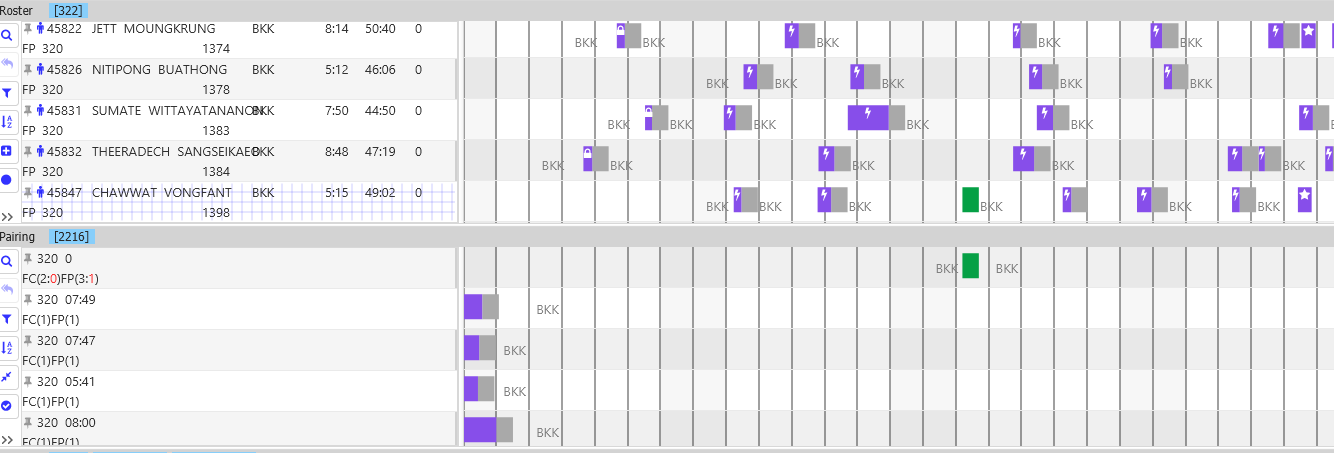 Roster [322]
45822 JETT MOUNGKRUNG BKK 8:14 50:40 0 BKK BKK BKK BKK BKK
FP 320 1374
45826 NITIPONG BUATHONG BKK 5:12 46:06 0 BKK BKK BKK BKK BKK
FP 320 1378
45831 SUMATE WITTAYATANANON BKK 7:50 44:50 0 BKK BKK BKK BKK BKK
FP 320 1383
45832 THEERADECH SANGSEIKAEO BKK 8:48 47:19 0 BKK BKK BKK BKK BKK
FP 320 1384
45847 CHAWWAT VONGFANT BKK 5:15 49:02 0 BKK BKK BKK BKK BKK BKK BKK
FP 320 1398
Pairing [2216]
320 0 BKK BKK
FC(2:0)FP(3:1)
320 07:49 BKK
FC(1)FP(1)
320 07:47 BKK
FC(1)FP(1)
320 05:41 BKK
FC(1)FP(1)
320 08:00 BKK
FC(1)FP(1)